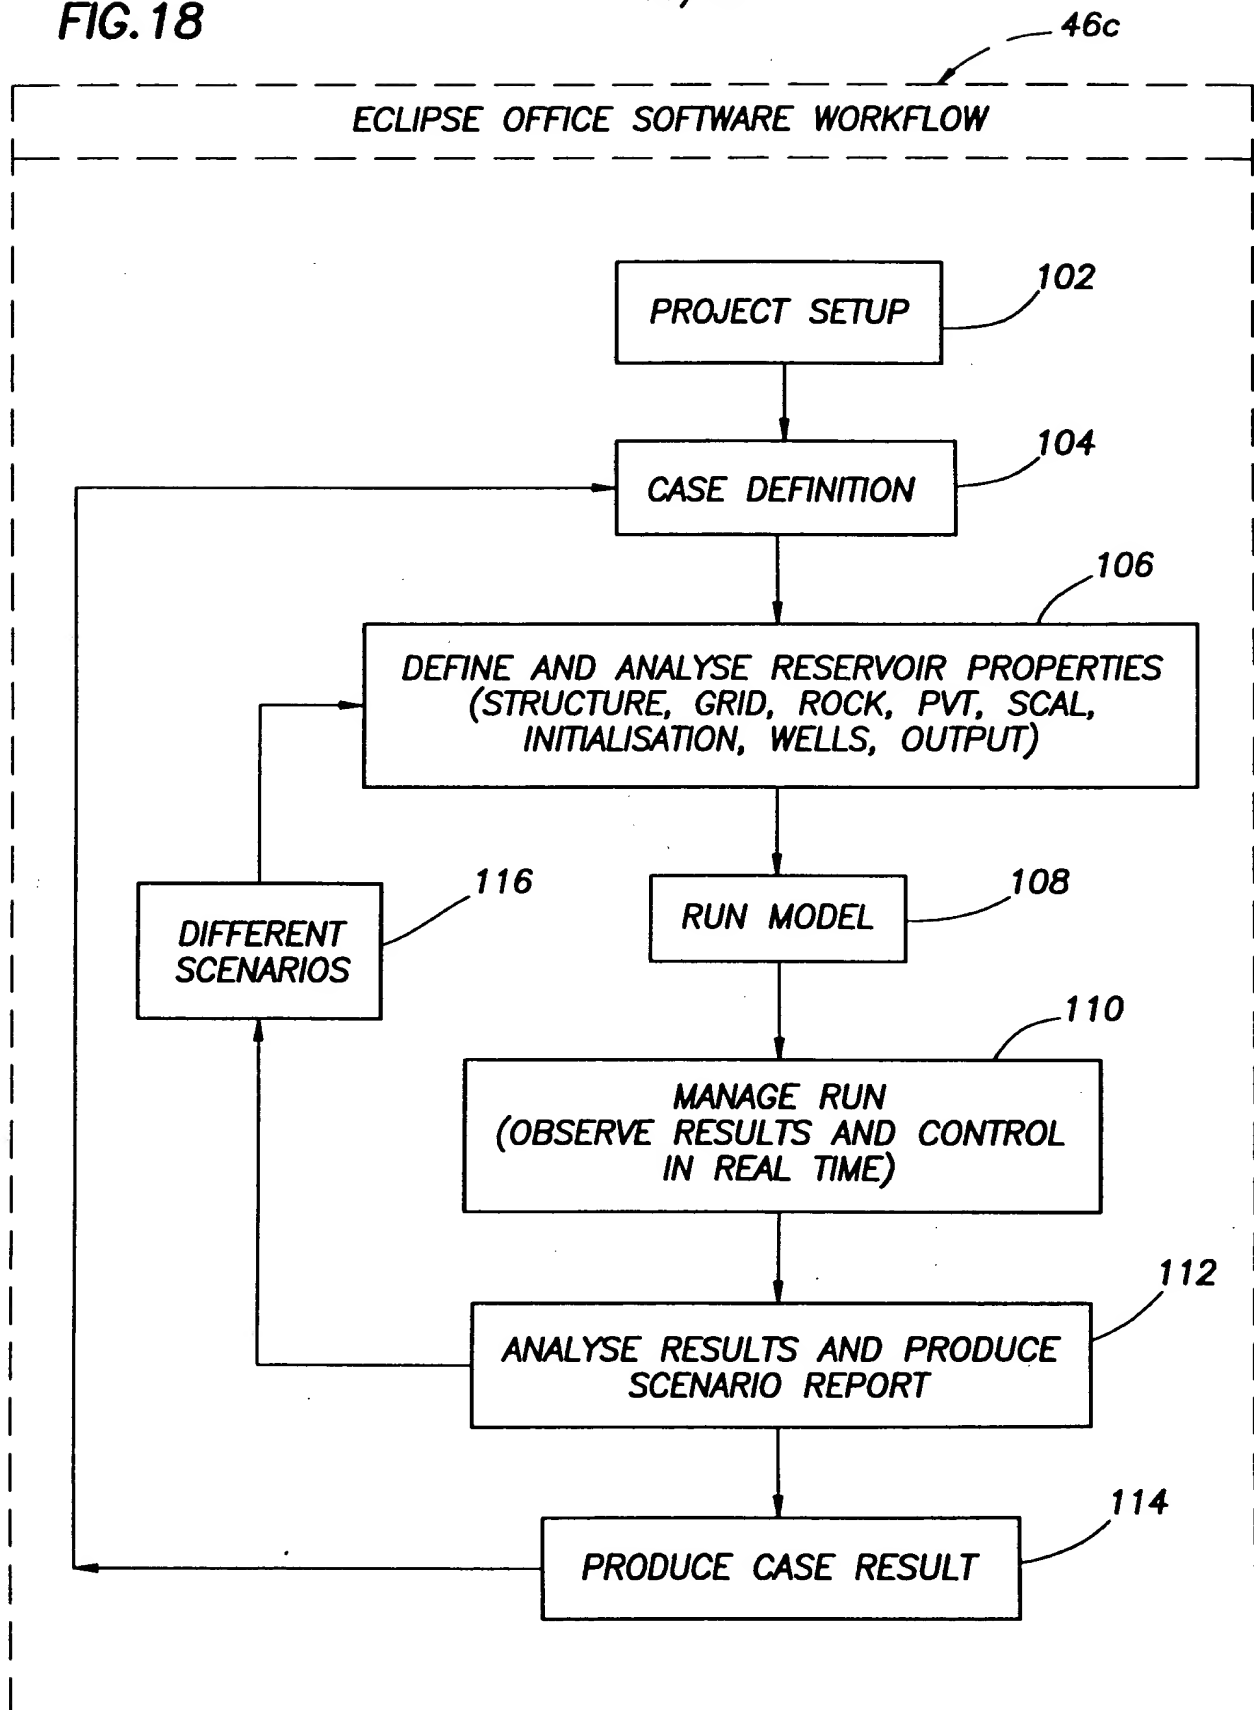 FIG.18
46c
ECLIPSE OFFICE SOFTWARE WORKFLOW
102
PROJECT SETUP
104
CASE DEFINITION
106
DEFINE AND ANALYSE RESERVOIR PROPERTIES
(STRUCTURE, GRID, ROCK, PVT, SCAL,
INITIALISATION, WELLS, OUTPUT)
116
DIFFERENT
SCENARIOS
108
RUN MODEL
110
MANAGE RUN
(OBSERVE RESULTS AND CONTROL
IN REAL TIME)
112
ANALYSE RESULTS AND PRODUCE
SCENARIO REPORT
114
PRODUCE CASE RESULT